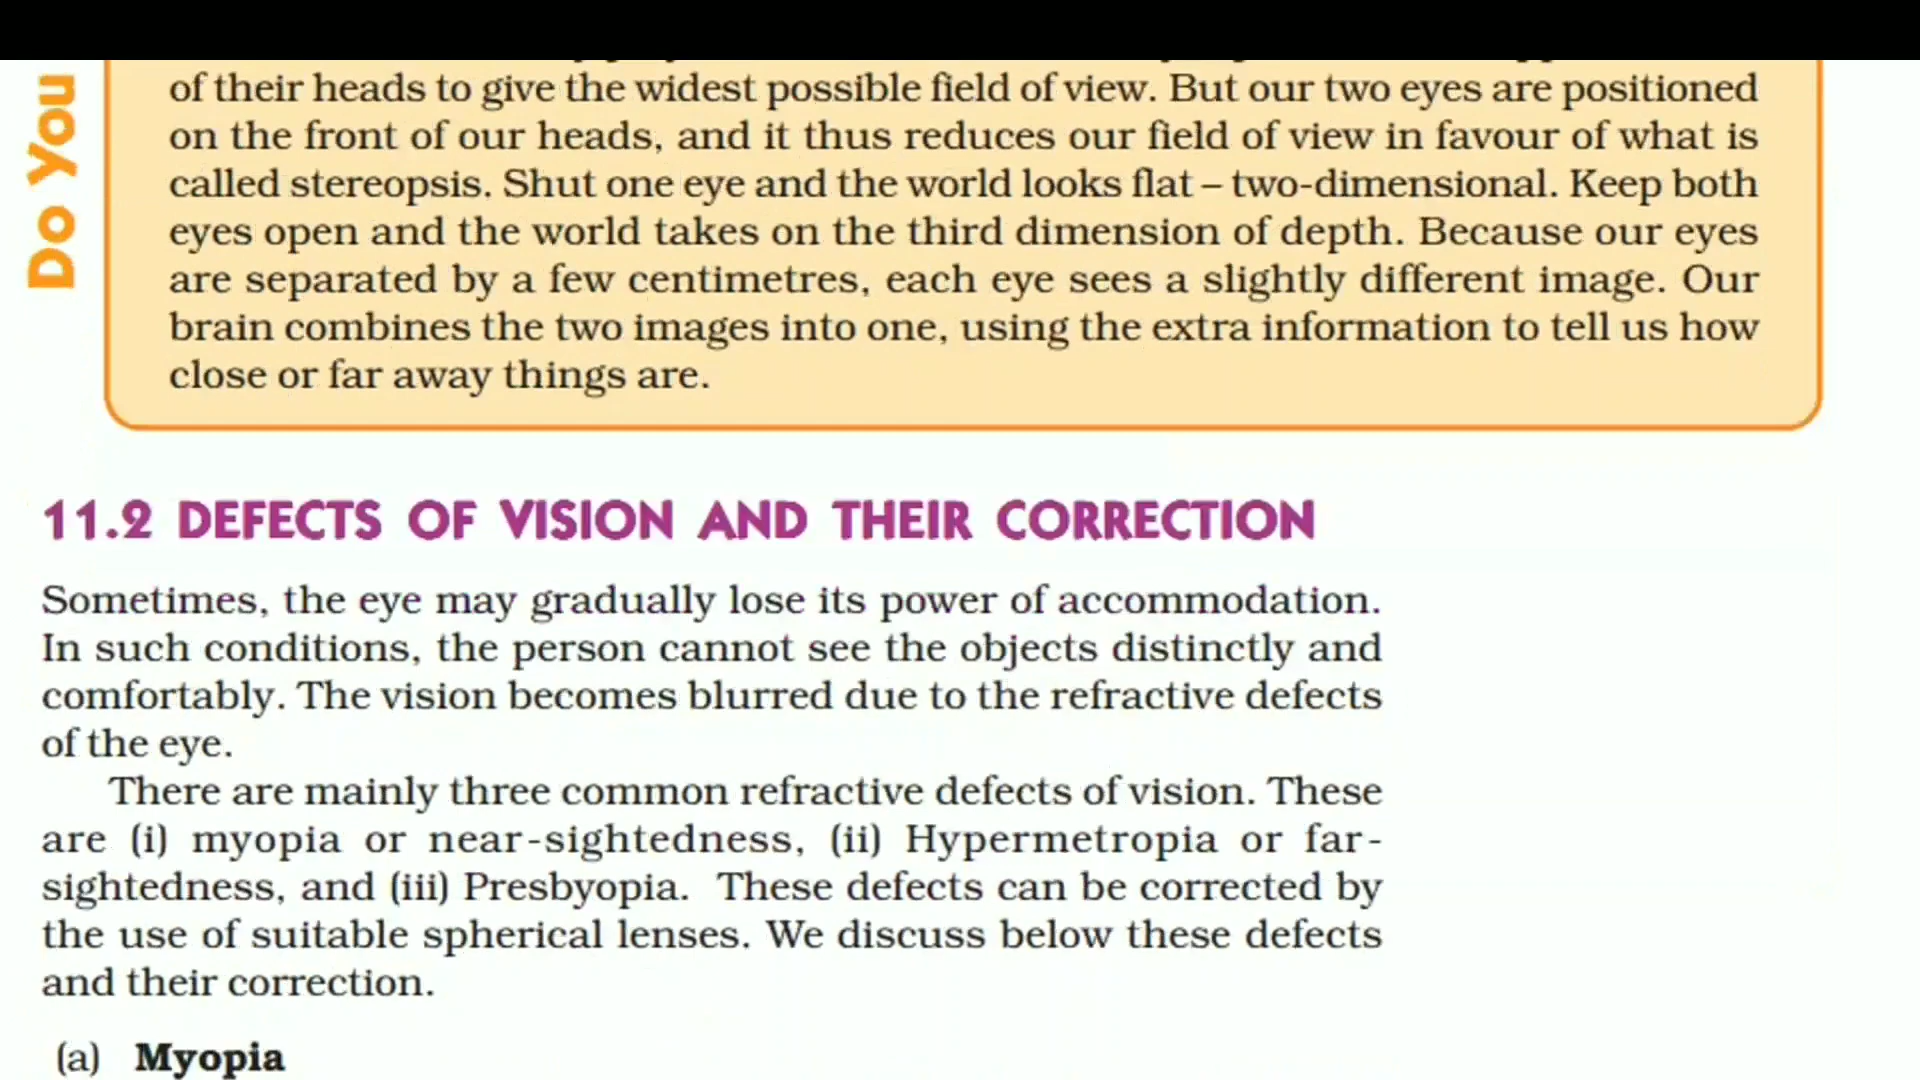 Do You
of their heads to give the widest possible field of view. But our two eyes are positioned
on the front of our heads, and it thus reduces our field of view in favour of what is
called stereopsis. Shut one eye and the world looks flat – two-dimensional. Keep both
eyes open and the world takes on the third dimension of depth. Because our eyes
are separated by a few centimetres, each eye sees a slightly different image. Our
brain combines the two images into one, using the extra information to tell us how
close or far away things are.
11.2 DEFECTS OF VISION AND THEIR CORRECTION
Sometimes, the eye may gradually lose its power of accommodation.
In such conditions, the person cannot see the objects distinctly and
comfortably. The vision becomes blurred due to the refractive defects
of the eye.
There are mainly three common refractive defects of vision. These
are (i) myopia or near-sightedness, (ii) Hypermetropia or far-
sightedness, and (iii) Presbyopia. These defects can be corrected by
the use of suitable spherical lenses. We discuss below these defects
and their correction.
(a) Myopia